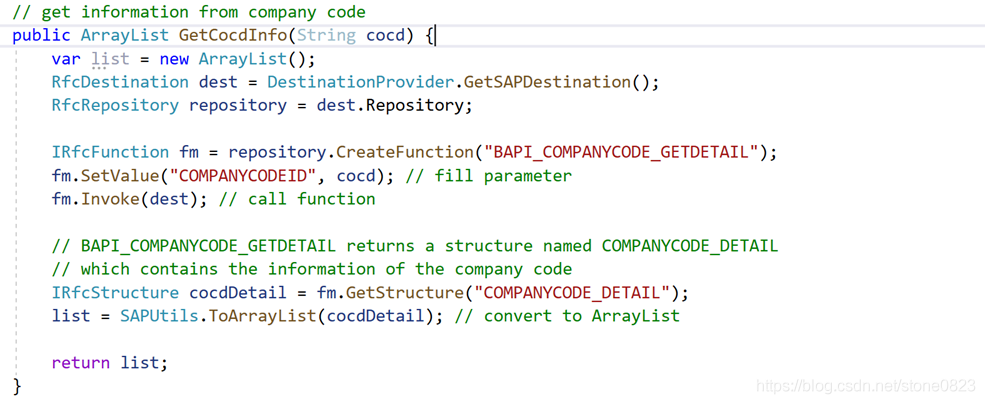 // get information from company code
public ArrayList GetCocdInfo(String cocd) {
var list = new ArrayList();
RfcDestination dest = DestinationProvider.GetSAPDestination();
RfcRepository repository = dest.Repository;
IRfcFunction fm = repository.CreateFunction("BAPI_COMPANYCODE_GETDETAIL");
fm.SetValue("COMPANYCODEID", cocd); // fill parameter
fm.Invoke(dest); // call function
// BAPI_COMPANYCODE_GETDETAIL returns a structure named COMPANYCODE_DETAIL
// which contains the information of the company code
IRfcStructure cocdDetail = fm.GetStructure("COMPANYCODE_DETAIL");
list = SAPUtils.ToArrayList(cocdDetail); // convert to ArrayList
return list;
}
https://blog.csdn.net/stone0823